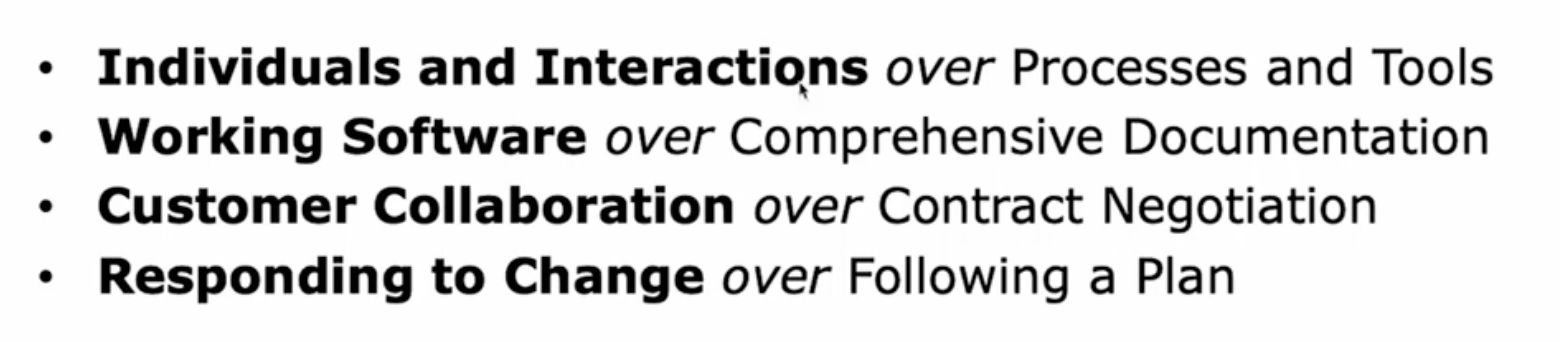 • Individuals and Interactions over Processes and Tools
• Working Software over Comprehensive Documentation
• Customer Collaboration over Contract Negotiation
• Responding to Change over Following a Plan